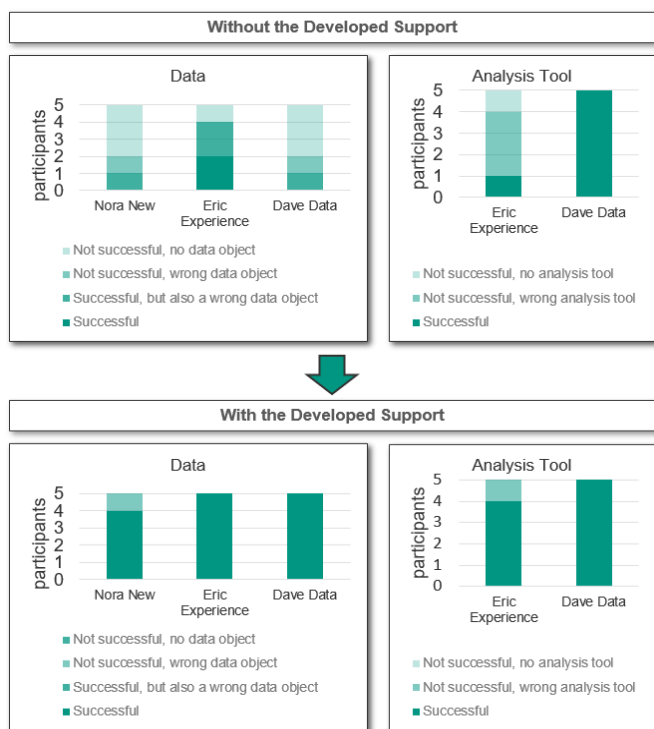 Without the Developed Support
Data
participants
5
4
3
2
1
0
Nora New
Eric
Experience
Dave Data
Not successful, no data object
Not successful, wrong data object
Successful, but also a wrong data object
Successful
Analysis Tool
participants
5
4
3
2
1
0
Eric
Experience
Dave Data
Not successful, no analysis tool
Not successful, wrong analysis tool
Successful
With the Developed Support
Data
participants
5
4
3
2
1
0
Nora New
Eric
Experience
Dave Data
Not successful, no data object
Not successful, wrong data object
Successful, but also a wrong data object
Successful
Analysis Tool
participants
5
4
3
2
1
0
Eric
Experience
Dave Data
Not successful, no analysis tool
Not successful, wrong analysis tool
Successful